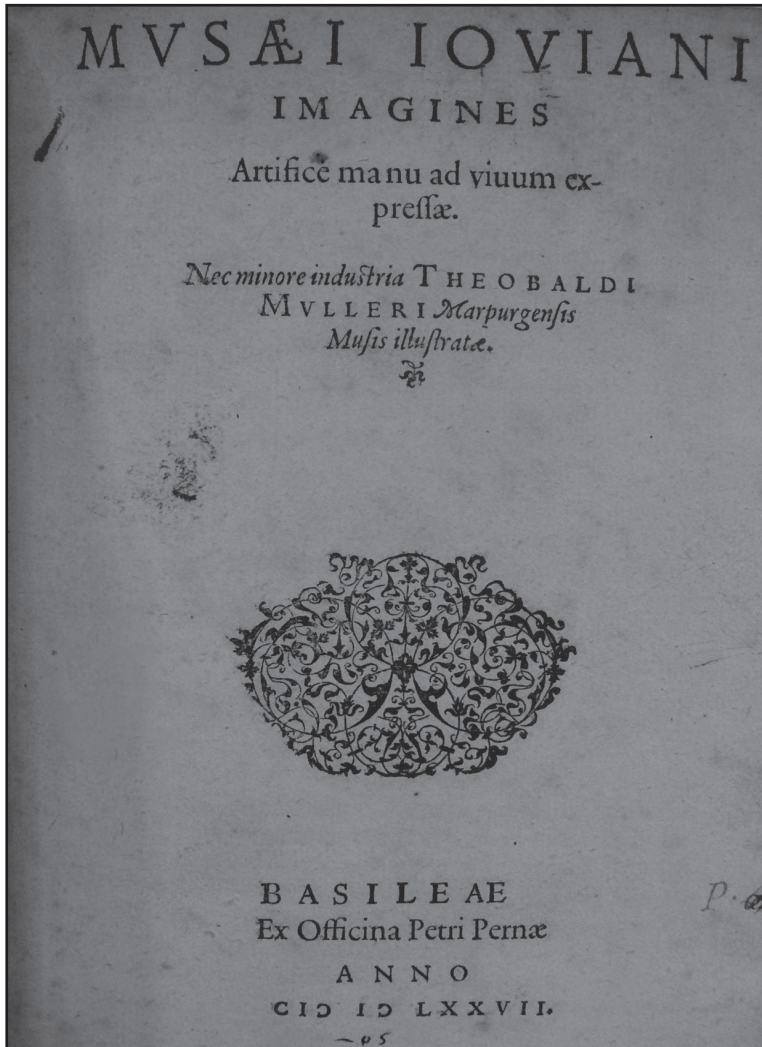 MVSÆI IOVIANI
IMAGINES
Artifice manu ad viuum ex-
preſſæ.
Nec minore induſtria THEOBALDI
MVLLERI Marpurgenſis
Muſis illuſtratæ.
BASILEAE
Ex Officina Petri Pernæ
ANNO
CIↃ IↃ LXXVII.